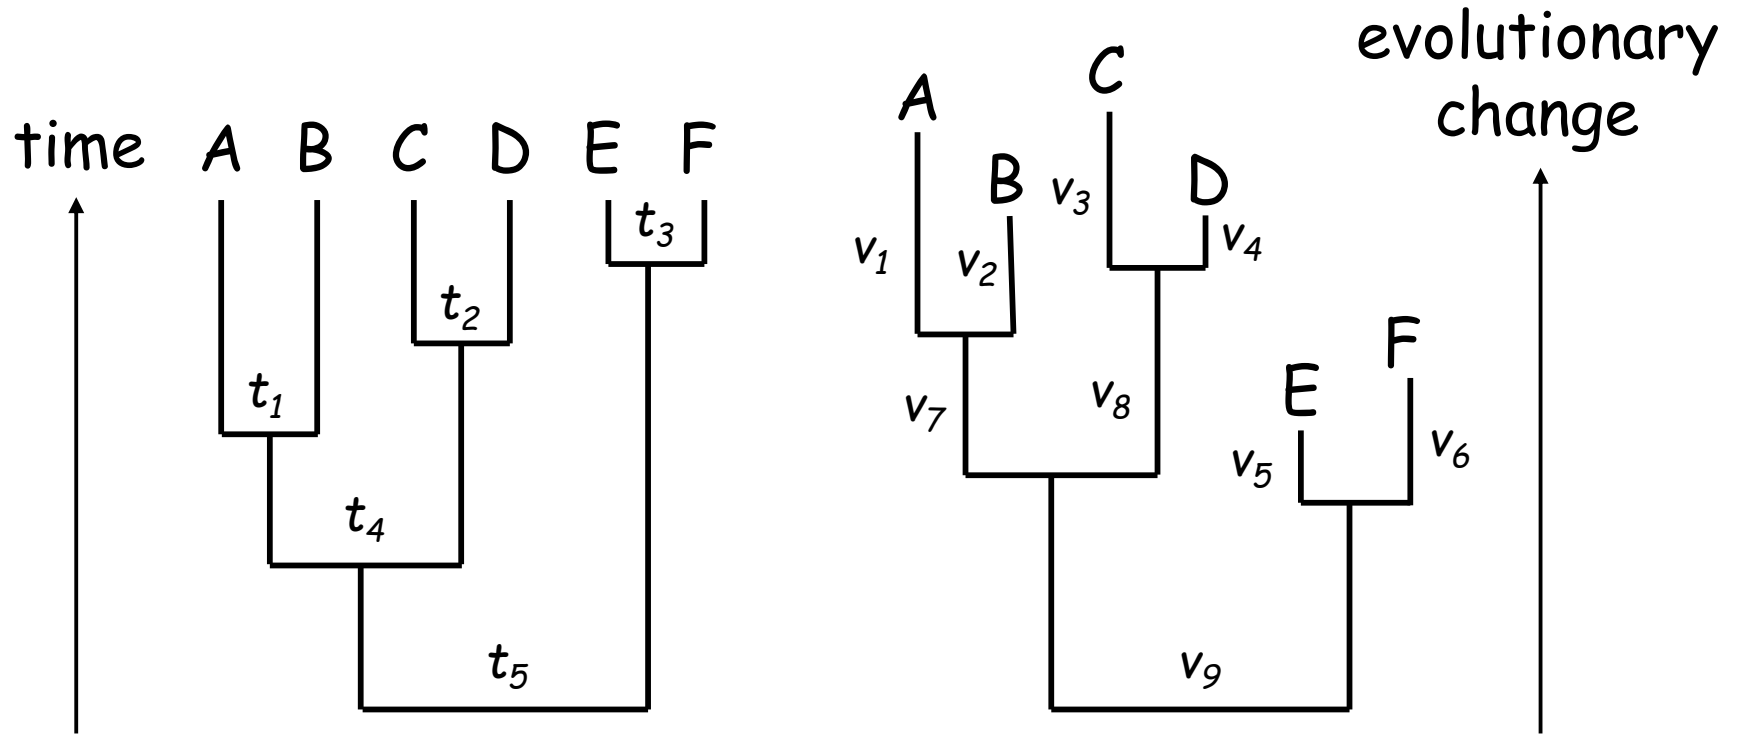 time
A B C D E F
t3
t2
t1
t4
t5
evolutionary
change
A
B
C
D
v3
v4
v1
v2
v7
v8
E
F
v5
v6
v9